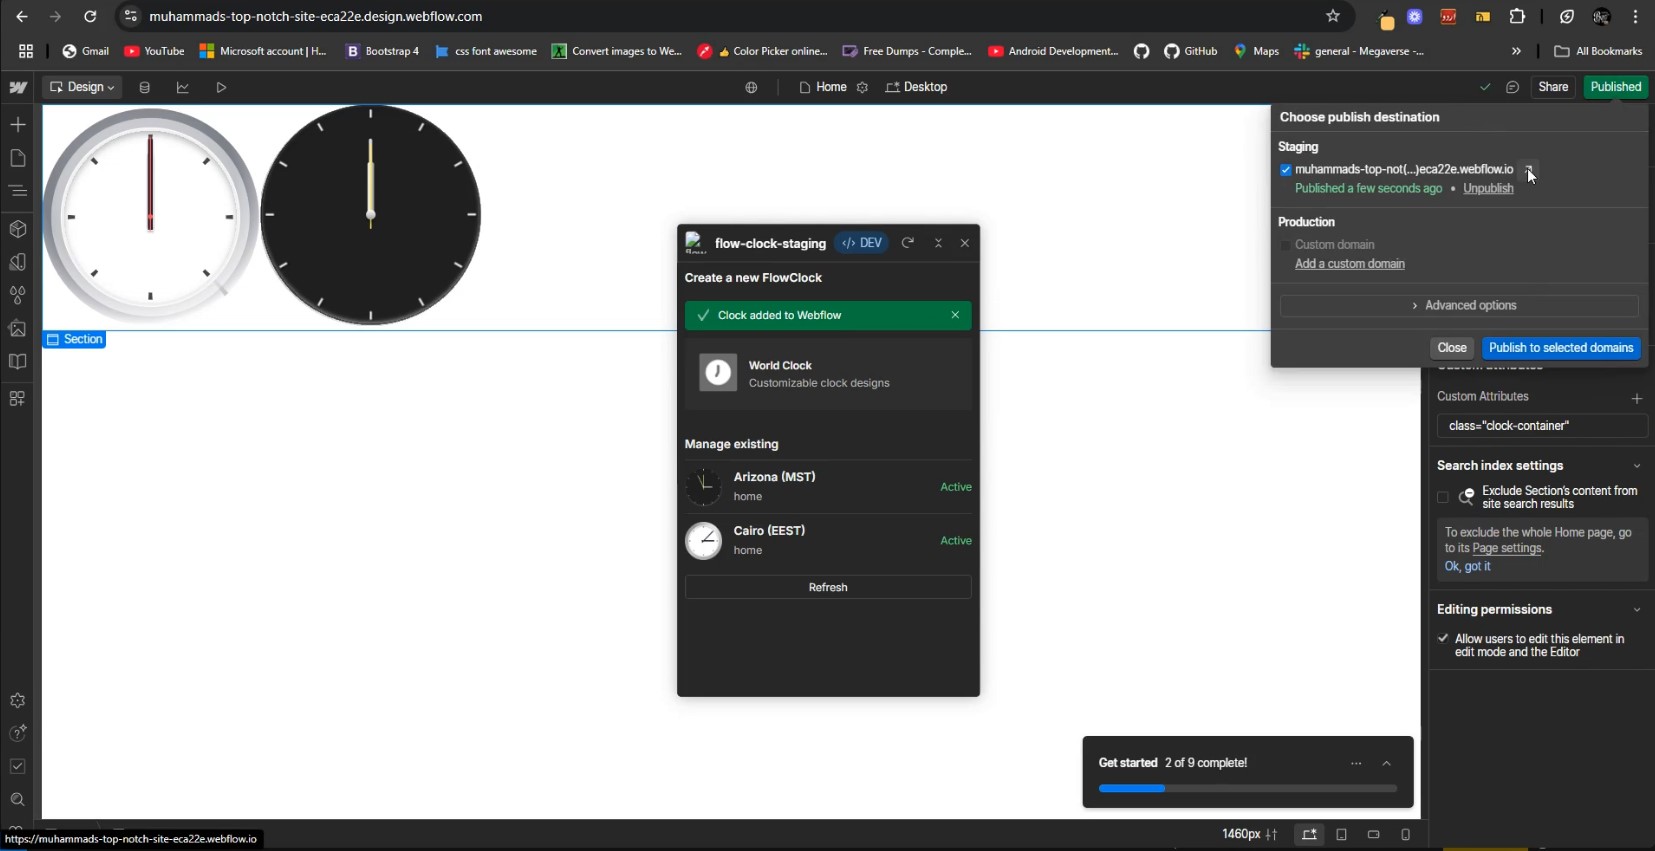 muhammads-top-notch-site-eca22e.design.webflow.com
Gmail
YouTube
Microsoft account | H...
Bootstrap 4
css font awesome
Convert images to We...
Color Picker online...
Free Dumps - Comple...
Android Development...
GitHub
Maps
general - Megaverse -...
All Bookmarks
Design
Home
Desktop
Share
Published
Choose publish destination
Staging
muhammads-top-not(...)eca22e.webflow.io
Published a few seconds ago • Unpublish
Production
Custom domain
Add a custom domain
Advanced options
Close
Publish to selected domains
Section
flow-clock-staging
</> DEV
Create a new FlowClock
Clock added to Webflow
World Clock
Customizable clock designs
Manage existing
Arizona (MST)
home
Active
Cairo (EEST)
home
Active
Refresh
Custom Attributes
class="clock-container"
Search index settings
Exclude Section's content from
site search results
To exclude the whole Home page, go
to its Page settings.
Ok, got it
Editing permissions
Allow users to edit this element in
edit mode and the Editor
Get started 2 of 9 complete!
1460px
https://muhammads-top-notch-site-eca22e.webflow.io